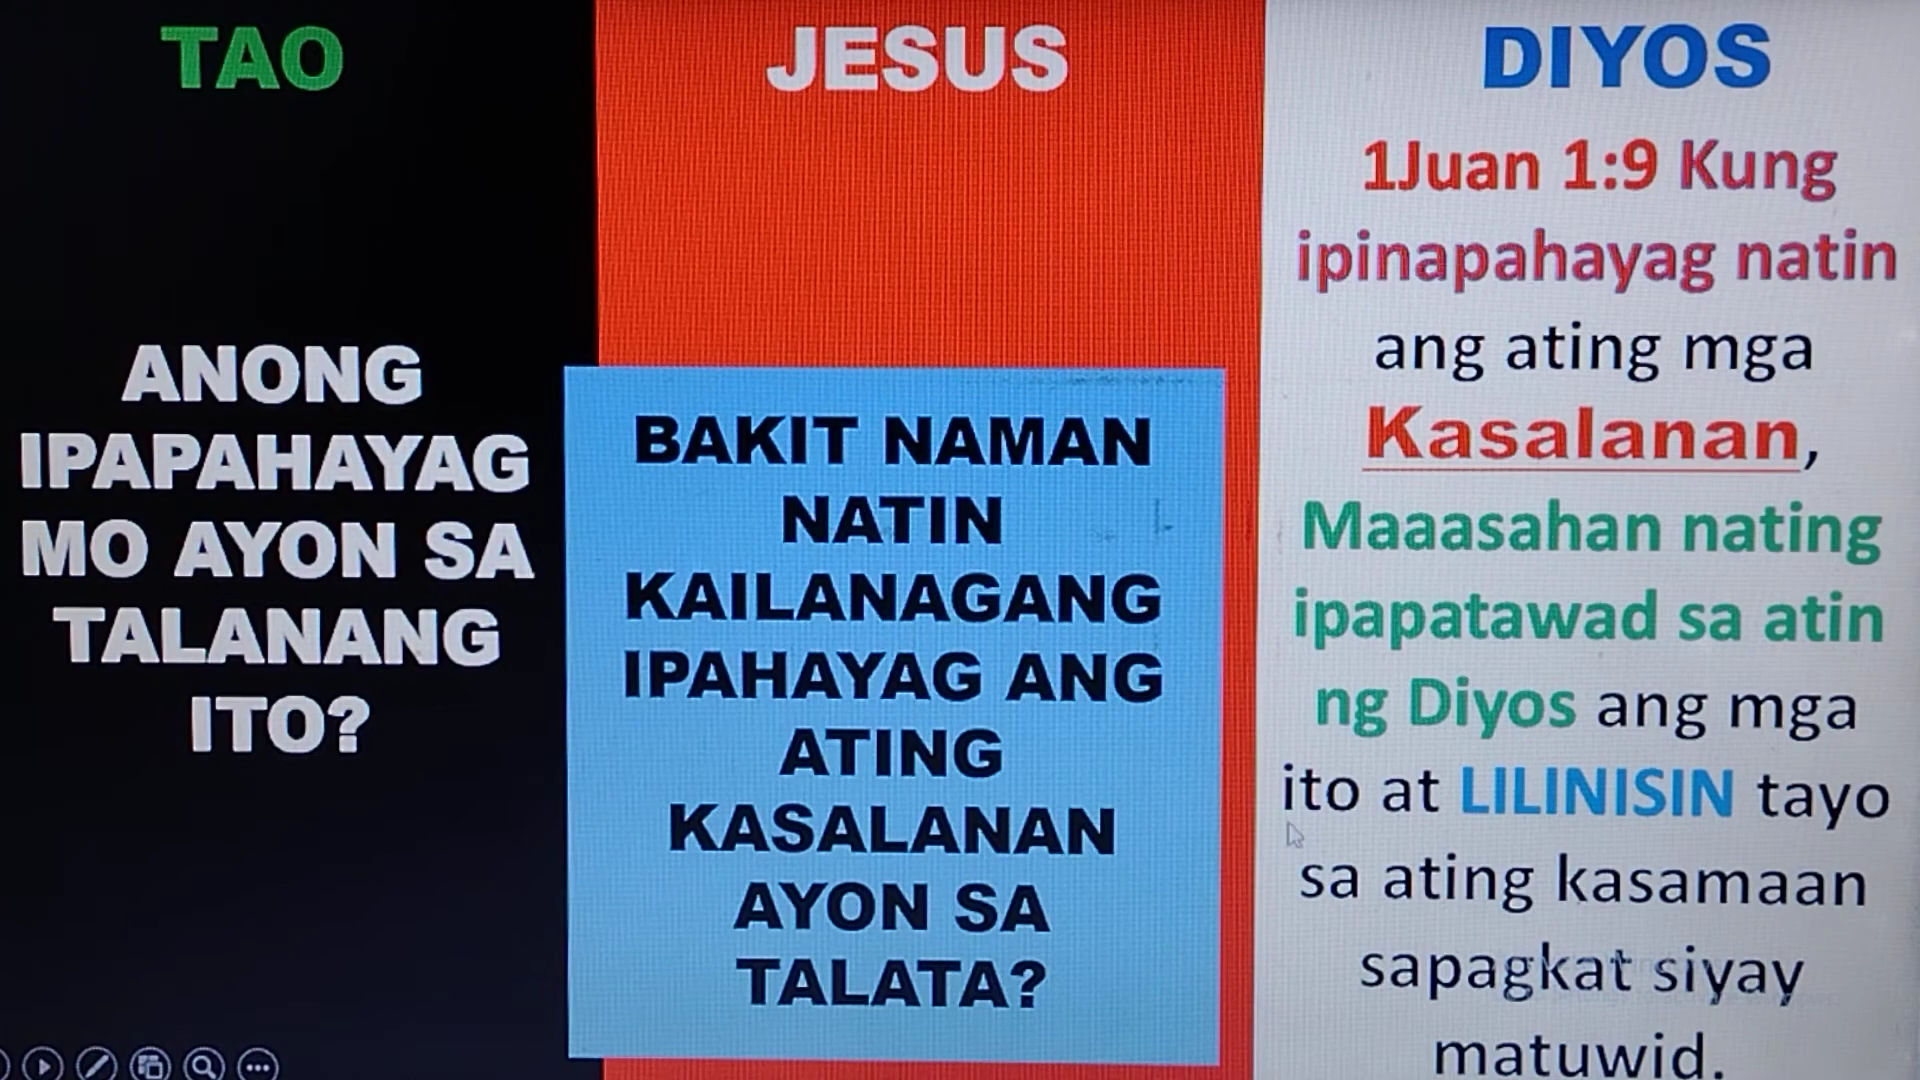 TAO
ANONG
IPAPAHAYAG
MO AYON SA
TALANANG
ITO?
JESUS
BAKIT NAMAN
NATIN
KAILANAGANG
IPAHAYAG ANG
ATING
KASALANAN
AYON SA
TALATA?
DIYOS
1Juan 1:9 Kung
ipinapahayag natin
ang ating mga
Kasalanan,
Maaasahan nating
ipapatawad sa atin
ng Diyos ang mga
ito at LILINISIN tayo
sa ating kasamaan
sapagkat siyay
matuwid.